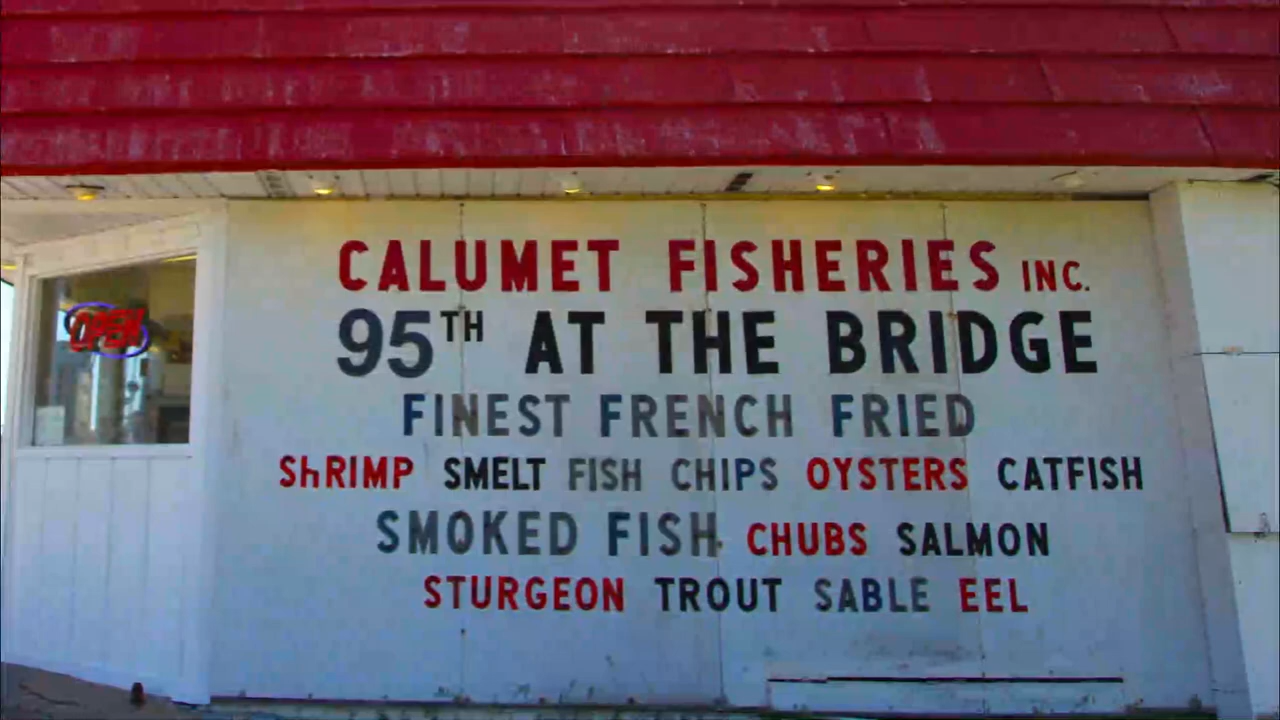 OPEN
CALUMET FISHERIES INC.
95TH AT THE BRIDGE
FINEST FRENCH FRIED
ShRIMP SMELT FISH CHIPS OYSTERS CATFISH
SMOKED FISH CHUBS SALMON
STURGEON TROUT SABLE EEL